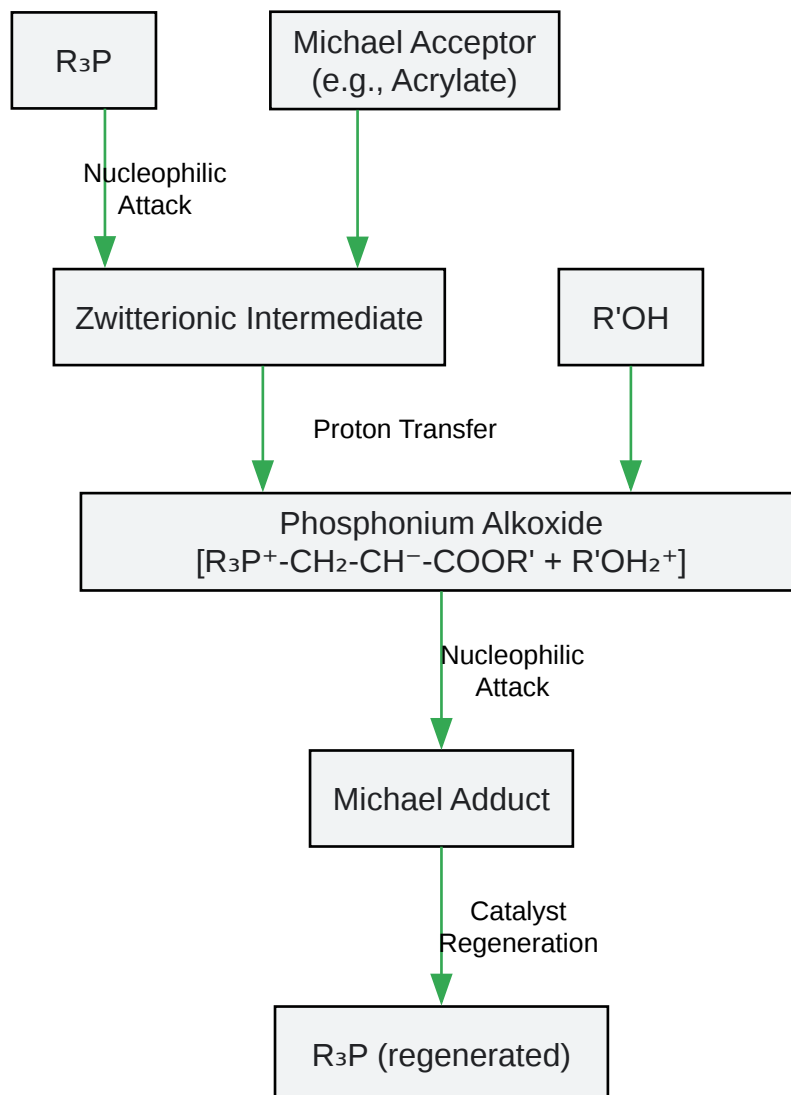 R₃P
Michael Acceptor
(e.g., Acrylate)
Nucleophilic
Attack
Zwitterionic Intermediate
R'OH
Proton Transfer
Phosphonium Alkoxide
[R₃P⁺-CH₂-CH⁻-COOR' + R'OH₂⁺]
Nucleophilic
Attack
Michael Adduct
Catalyst
Regeneration
R₃P (regenerated)